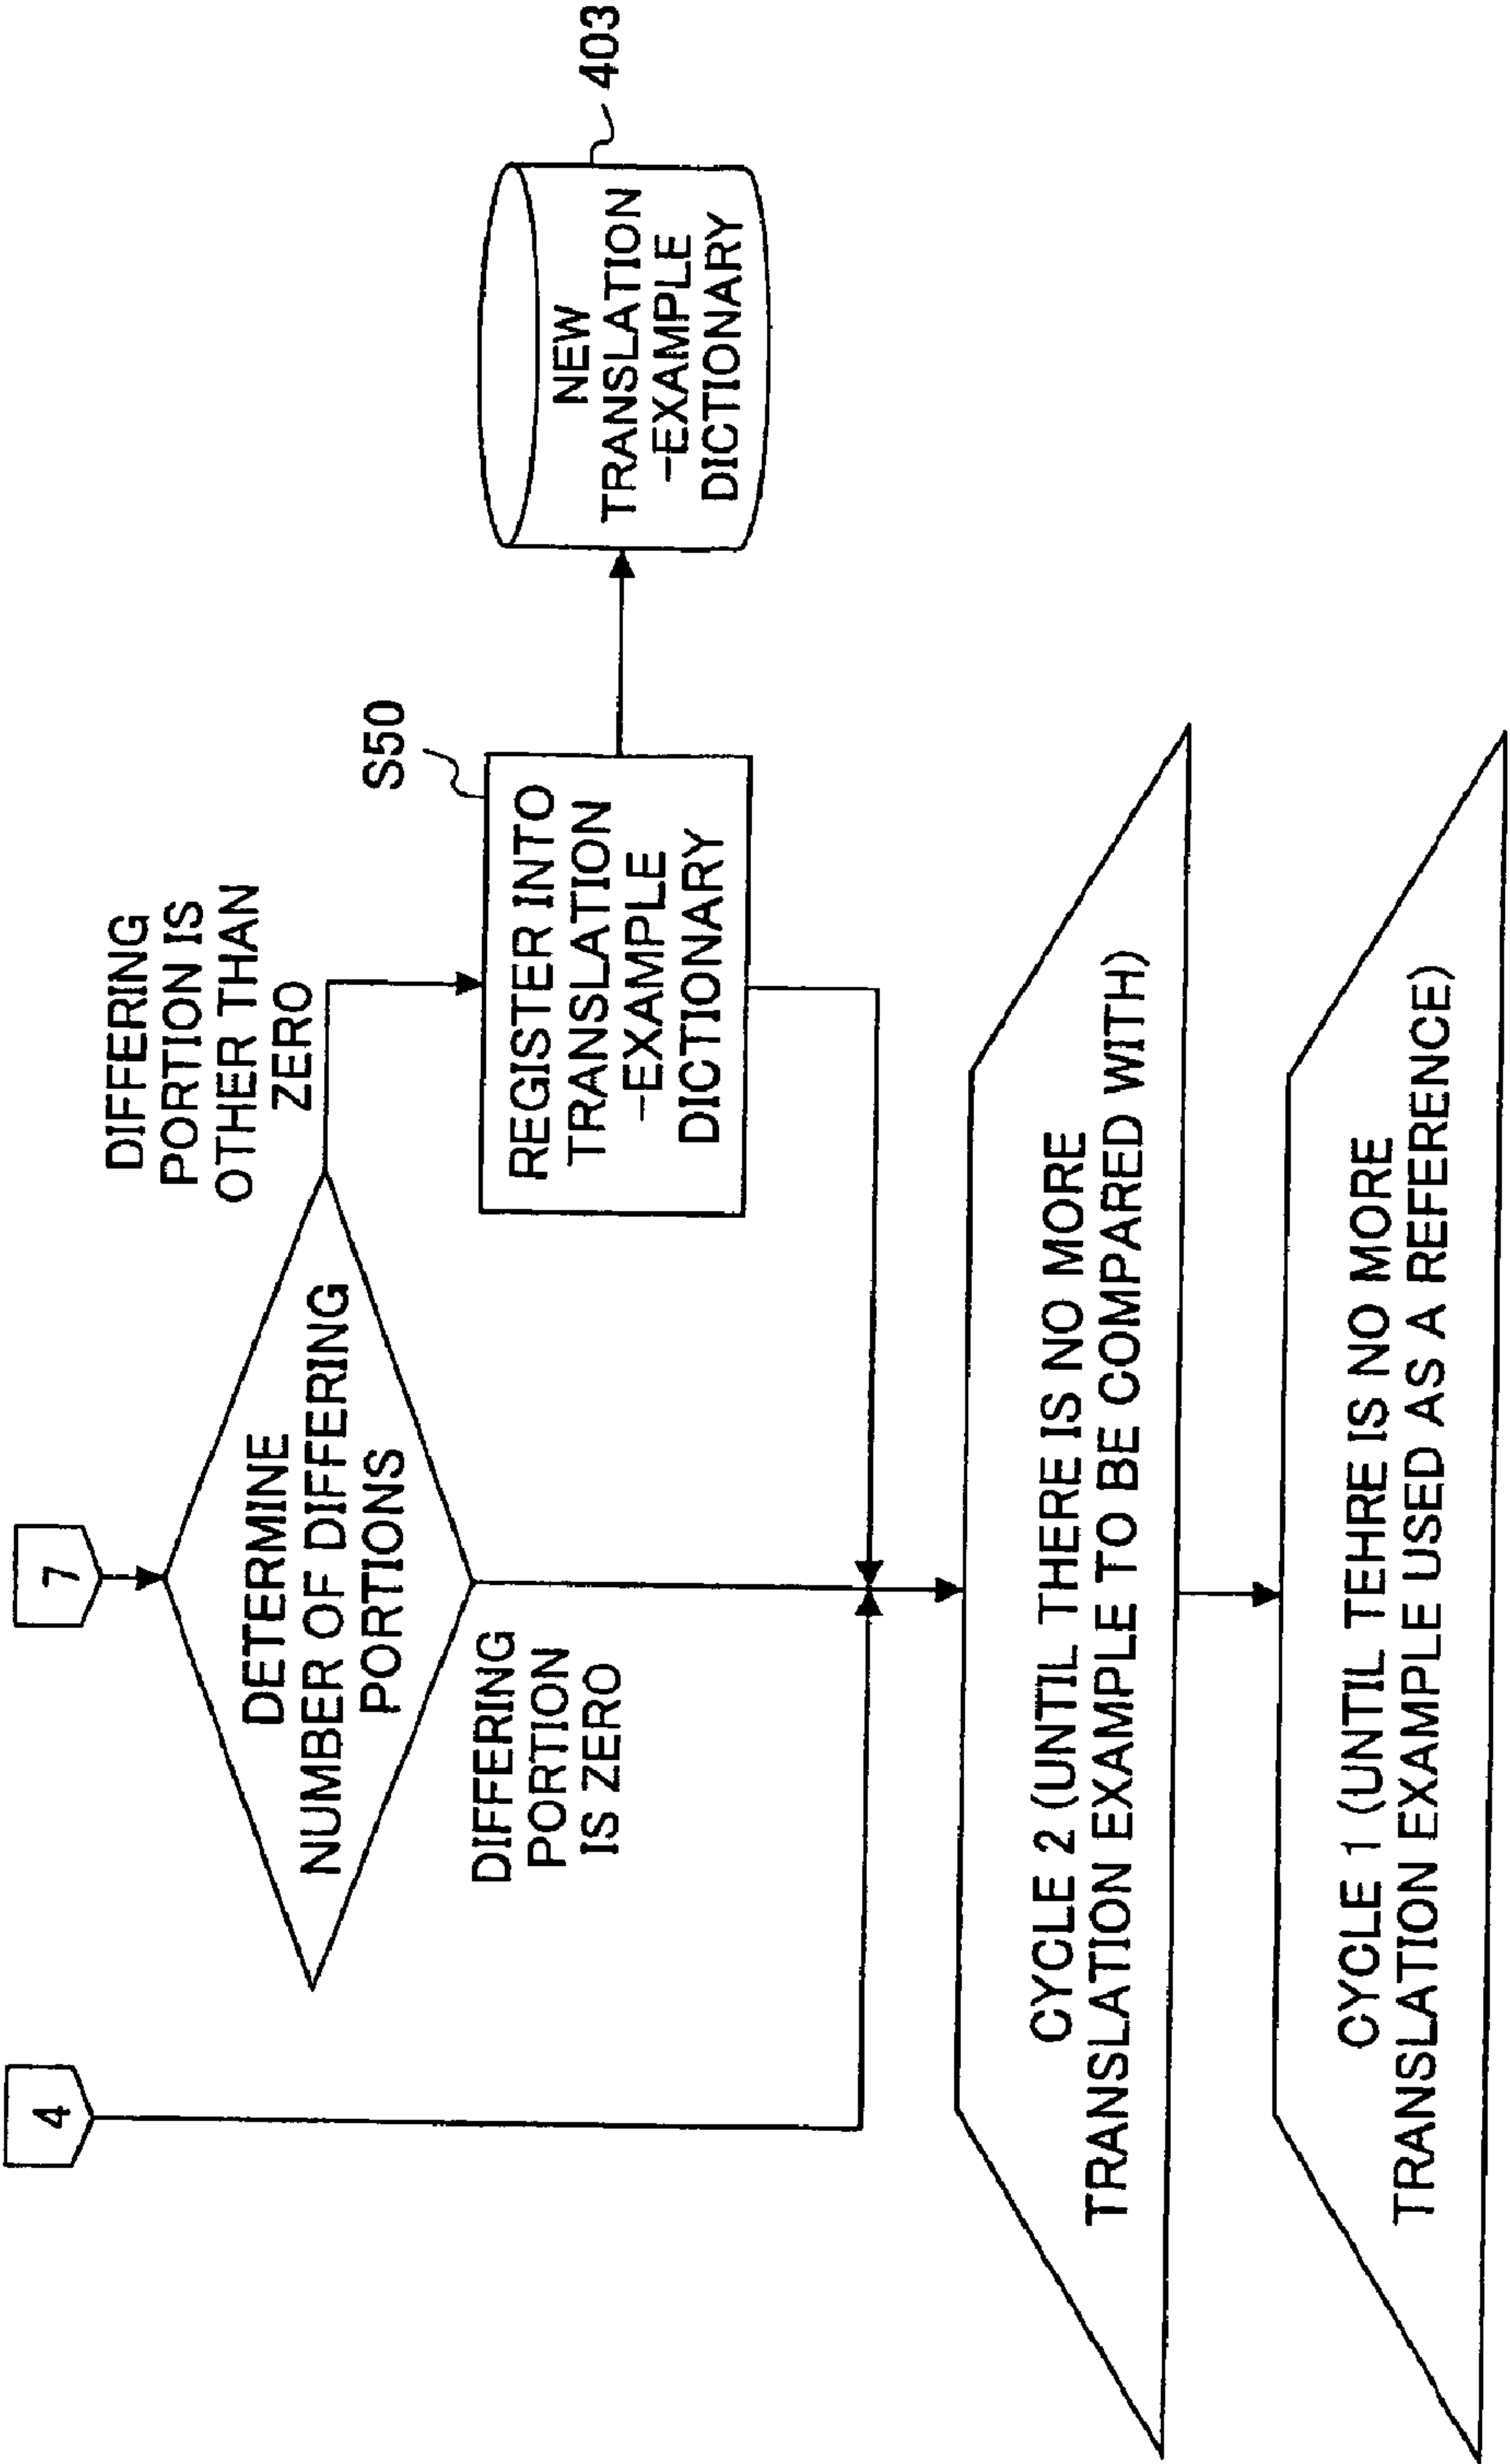 4
7
DETERMINE
NUMBER OF DIFFERING
PORTIONS
DIFFERING
PORTION IS
OTHER THAN
ZERO
DIFFERING
PORTION
IS ZERO
S50
REGISTER INTO
TRANSLATION
-EXAMPLE
DICTIONARY
403
NEW
TRANSLATION
-EXAMPLE
DICTIONARY
CYCLE 2 (UNTIL THERE IS NO MORE
TRANSLATION EXAMPLE TO BE COMPARED WITH)
CYCLE 1 (UNTIL TEHRE IS NO MORE
TRANSLATION EXAMPLE USED AS A REFERENCE)